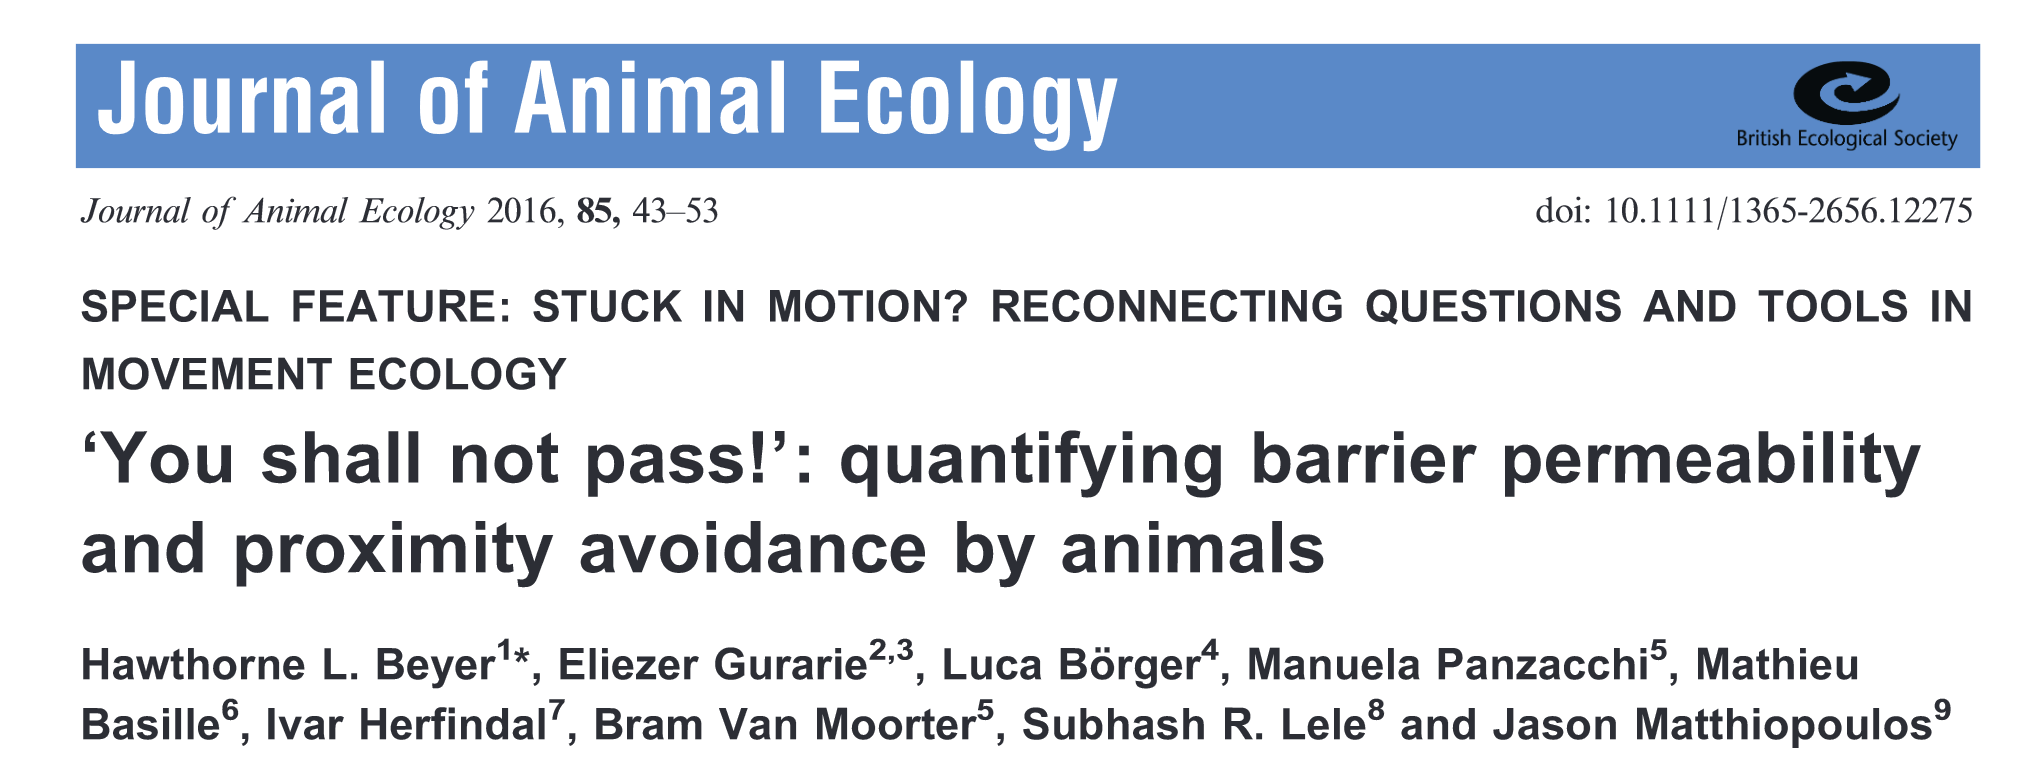 Journal of Animal Ecology
British Ecological Society
Journal of Animal Ecology 2016, 85, 43–53
doi: 10.1111/1365-2656.12275
SPECIAL FEATURE: STUCK IN MOTION? RECONNECTING QUESTIONS AND TOOLS IN
MOVEMENT ECOLOGY
‘You shall not pass!’: quantifying barrier permeability
and proximity avoidance by animals
Hawthorne L. Beyer1*, Eliezer Gurarie2,3, Luca Börger4, Manuela Panzacchi5, Mathieu
Basille6, Ivar Herfindal7, Bram Van Moorter5, Subhash R. Lele8 and Jason Matthiopoulos9